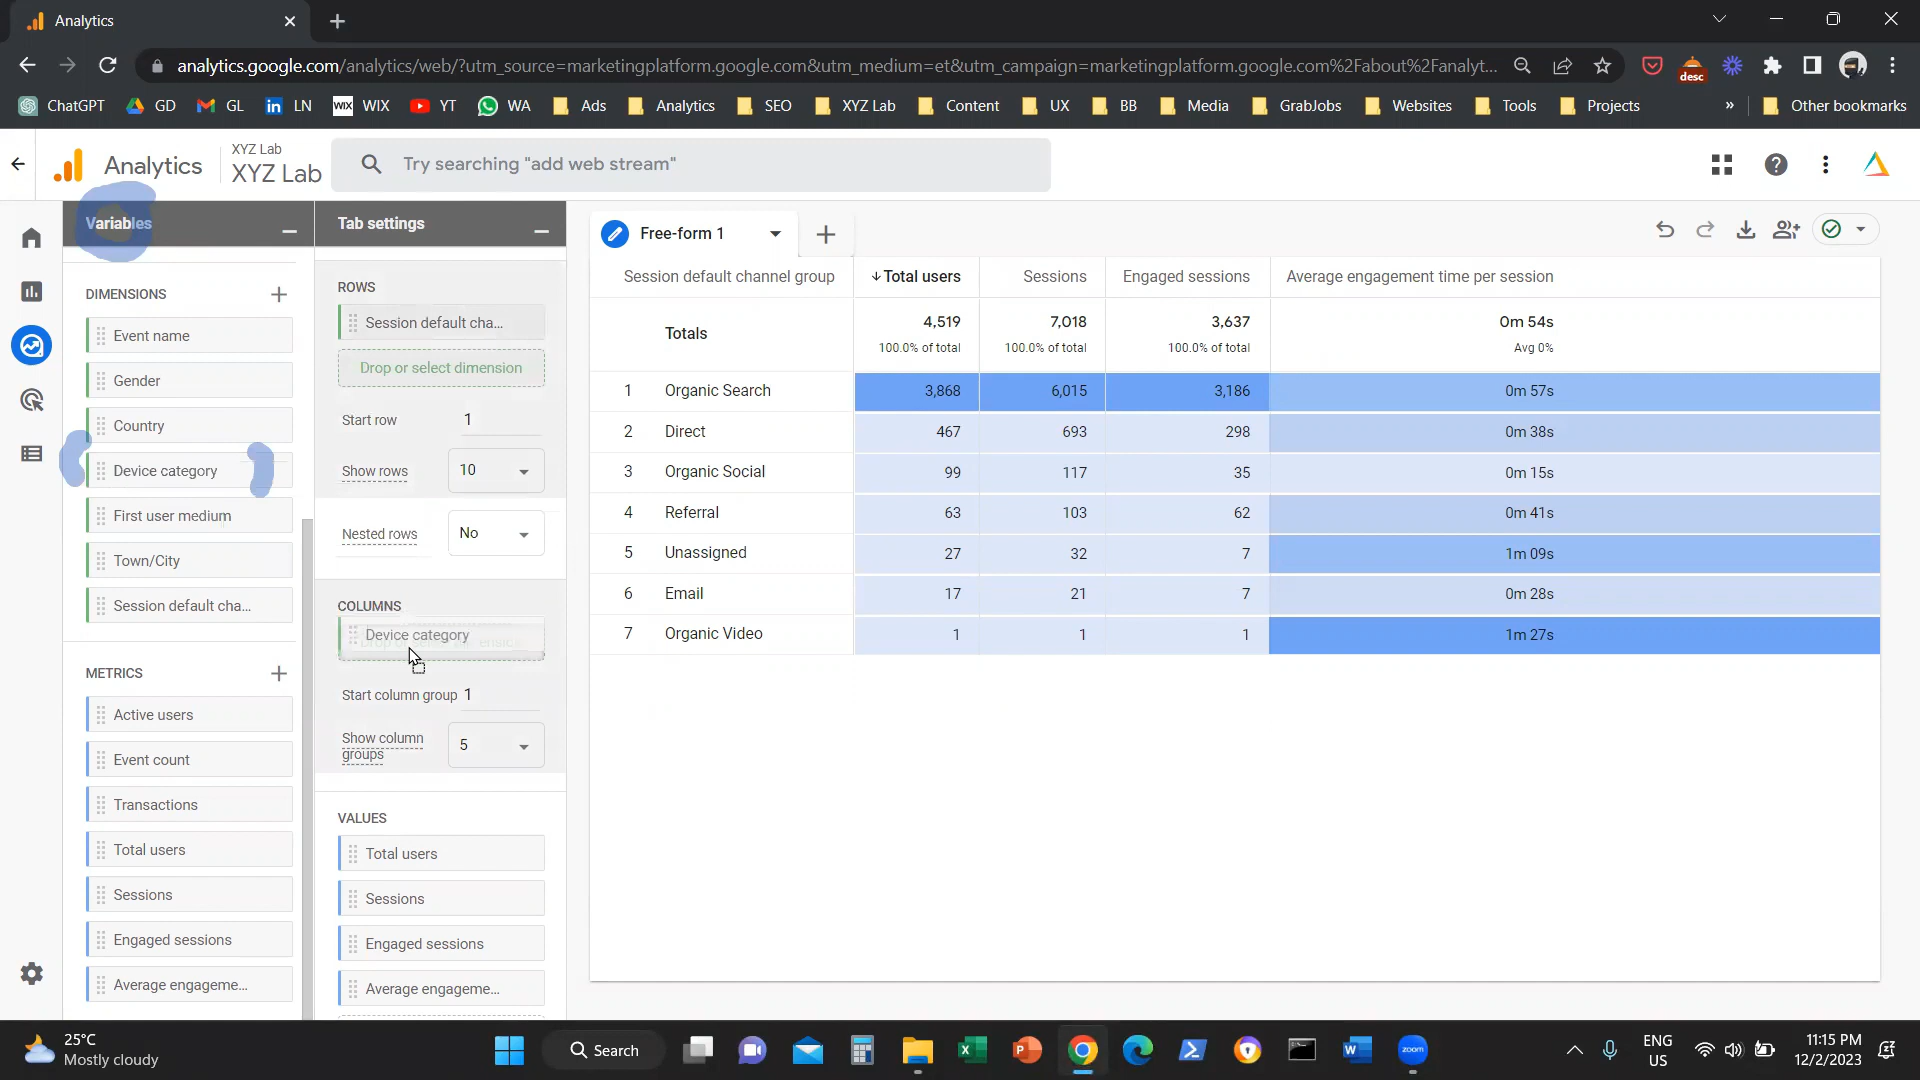 Analytics
analytics.google.com/analytics/web/?utm_source=marketingplatform.google.com&utm_medium=et&utm_campaign=marketingplatform.google.com%2Fabout%2Fanalyt...
desc
ChatGPT GD GL LN WIX WIX YT WA Ads Analytics SEO XYZ Lab Content UX BB Media GrabJobs Websites Tools Projects » Other bookmarks
Analytics
XYZ Lab
XYZ Lab
Try searching "add web stream"
Variables
DIMENSIONS
Event name
Gender
Country
Device category
First user medium
Town/City
Session default cha...
METRICS
Active users
Event count
Transactions
Total users
Sessions
Engaged sessions
Average engageme...
Tab settings
ROWS
Session default cha...
Drop or select dimension
Start row 1
Show rows 10
Nested rows No
COLUMNS
Device category
Start column group 1
Show column groups 5
VALUES
Total users
Sessions
Engaged sessions
Average engageme...
Free-form 1
Session default channel group Total users Sessions Engaged sessions Average engagement time per session
Totals 4,519 7,018 3,637 0m 54s
100.0% of total 100.0% of total 100.0% of total Avg 0%
1 Organic Search 3,868 6,015 3,186 0m 57s
2 Direct 467 693 298 0m 38s
3 Organic Social 99 117 35 0m 15s
4 Referral 63 103 62 0m 41s
5 Unassigned 27 32 7 1m 09s
6 Email 17 21 7 0m 28s
7 Organic Video 1 1 1 1m 27s
25°C
Mostly cloudy
Search
zoom
ENG
US
11:15 PM
12/2/2023